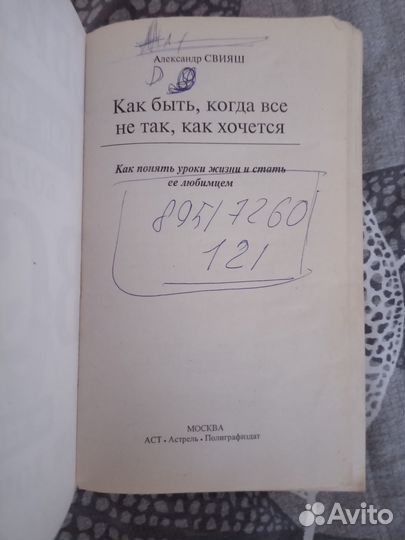 Александр СВИЯШ
Как быть, когда все
не так, как хочется
Как понять уроки жизни и стать
ее любимцем
89517260
121
МОСКВА
АСТ • Астрель • Полиграфиздат
Avito